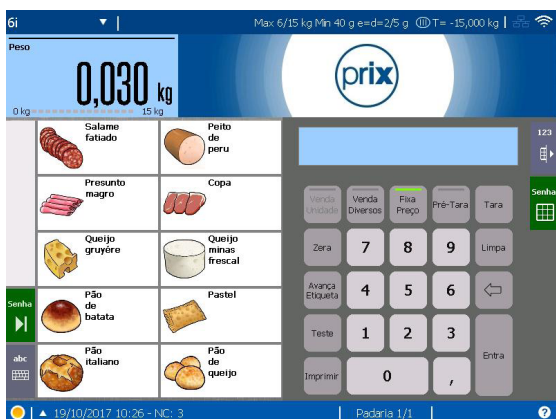 6i
Max 6/15 kg Min 40 g e=d=2/5 g Ⓘ T= -15,000 kg
Peso
0,030 kg
0 kg
15 kg
prix
Salame fatiado
Peito de peru
Presunto magro
Copa
Queijo gruyére
Queijo minas frescal
Pão de batata
Pastel
Pão italiano
Pão de queijo
Senha
abc
123
Senha
Venda Unidade
Venda Diversos
Fixa Preço
Pré-Tara
Tara
Zera
7
8
9
Limpa
Avança Etiqueta
4
5
6
Teste
1
2
3
Entra
Imprimir
0
,
19/10/2017 10:26 - NC: 3
Padaria 1/1
?